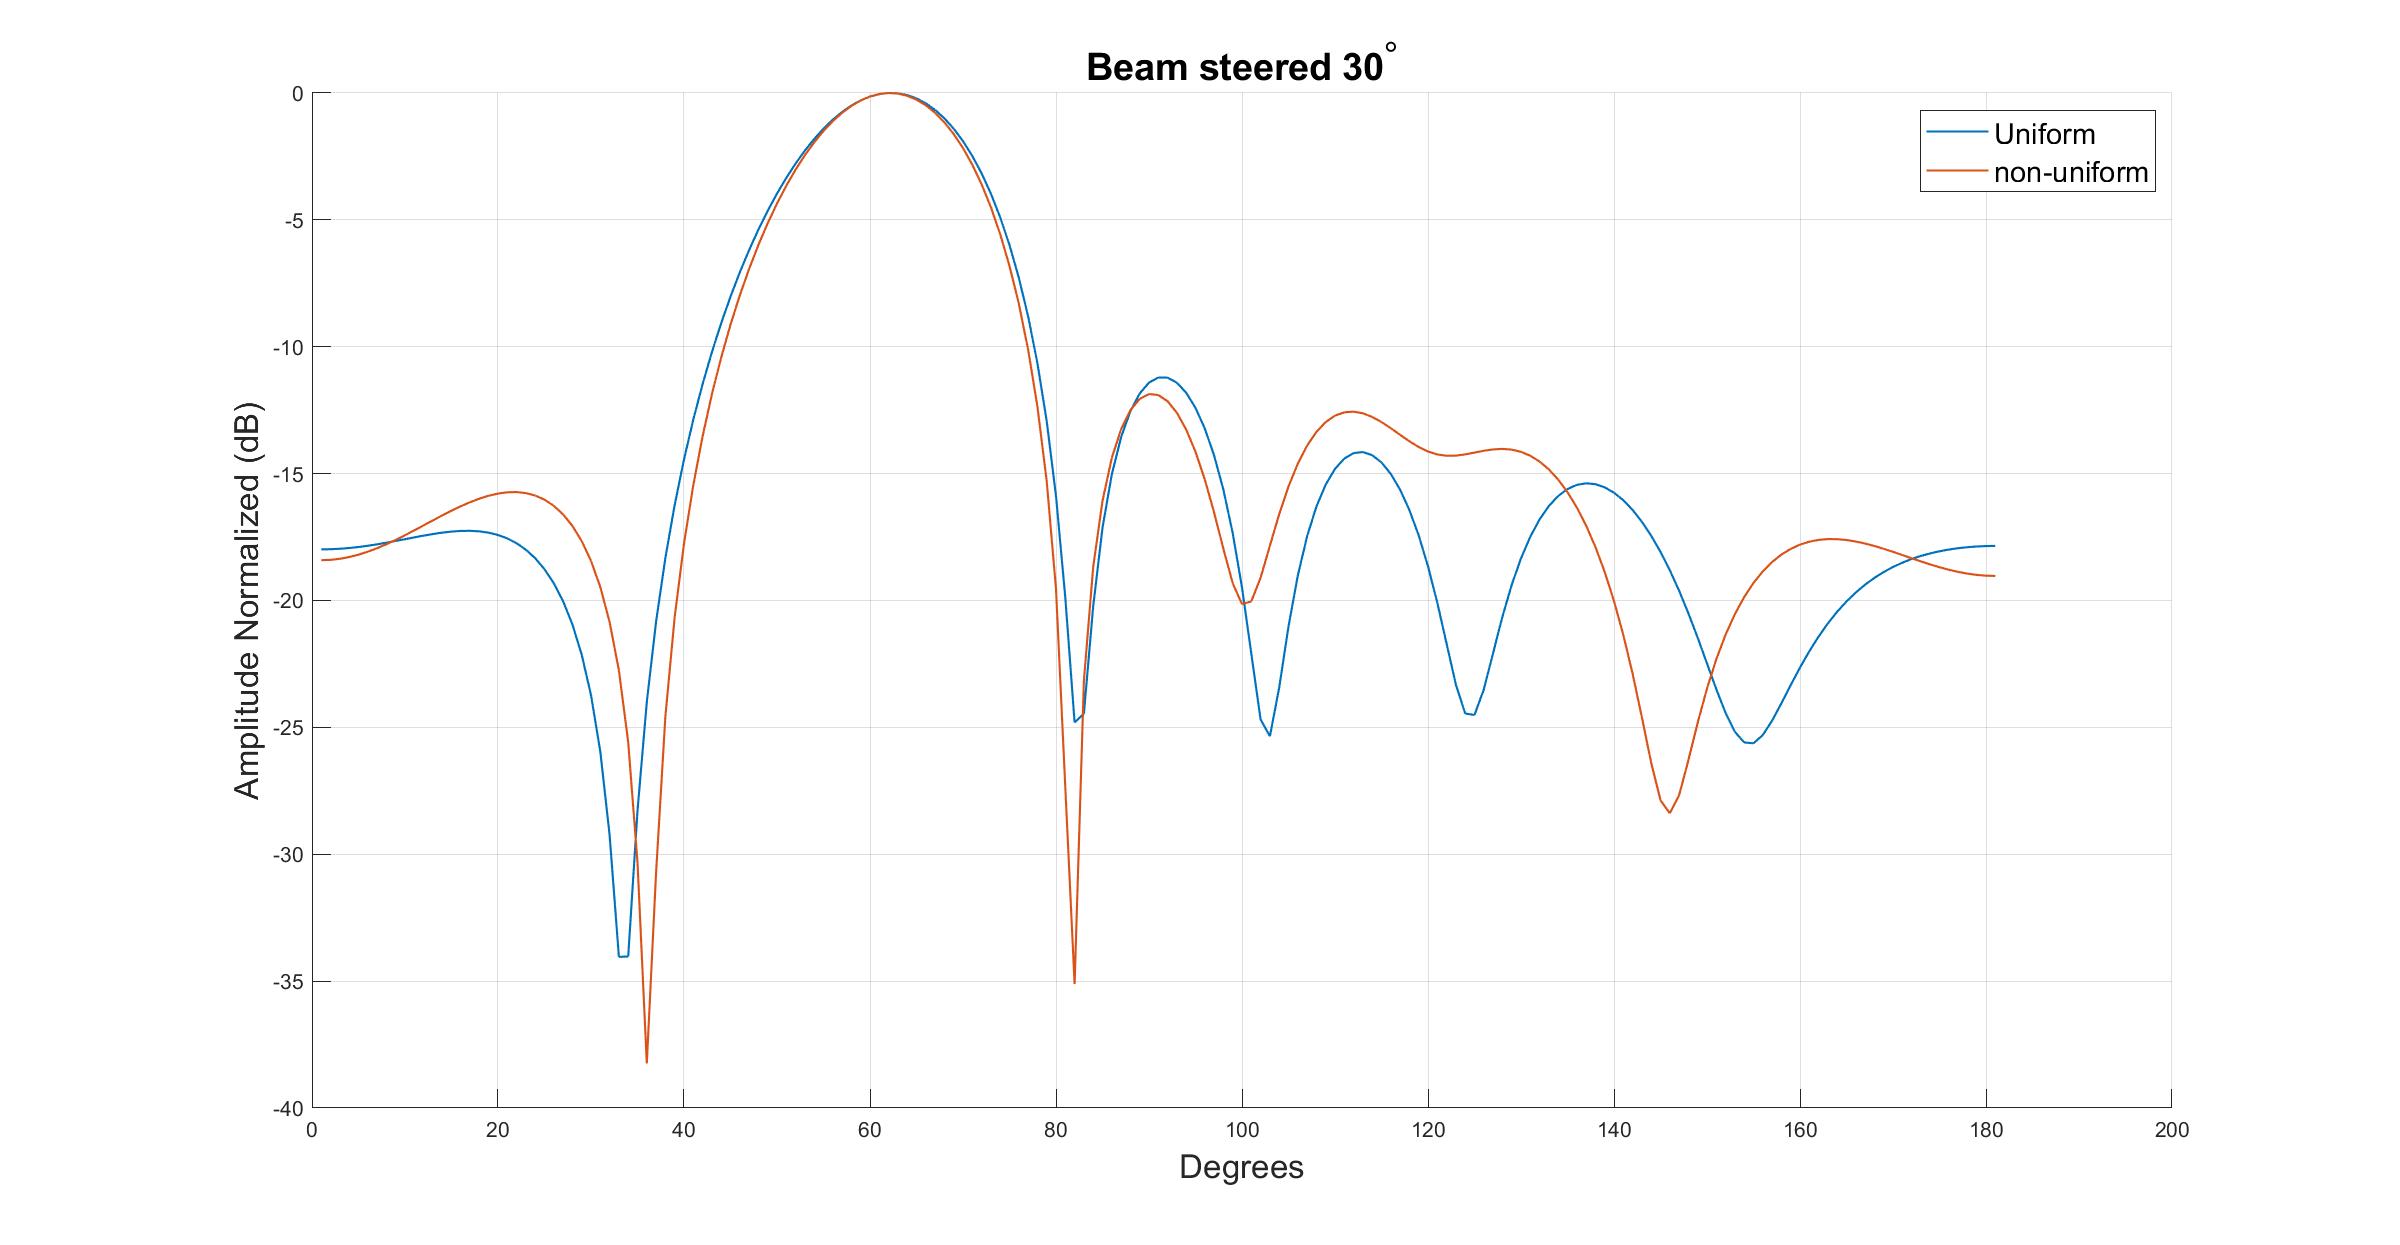 Beam steered 30°
Uniform
non-uniform
Amplitude Normalized (dB)
0
-5
-10
-15
-20
-25
-30
-35
-40
0 20 40 60 80 100 120 140 160 180 200
Degrees